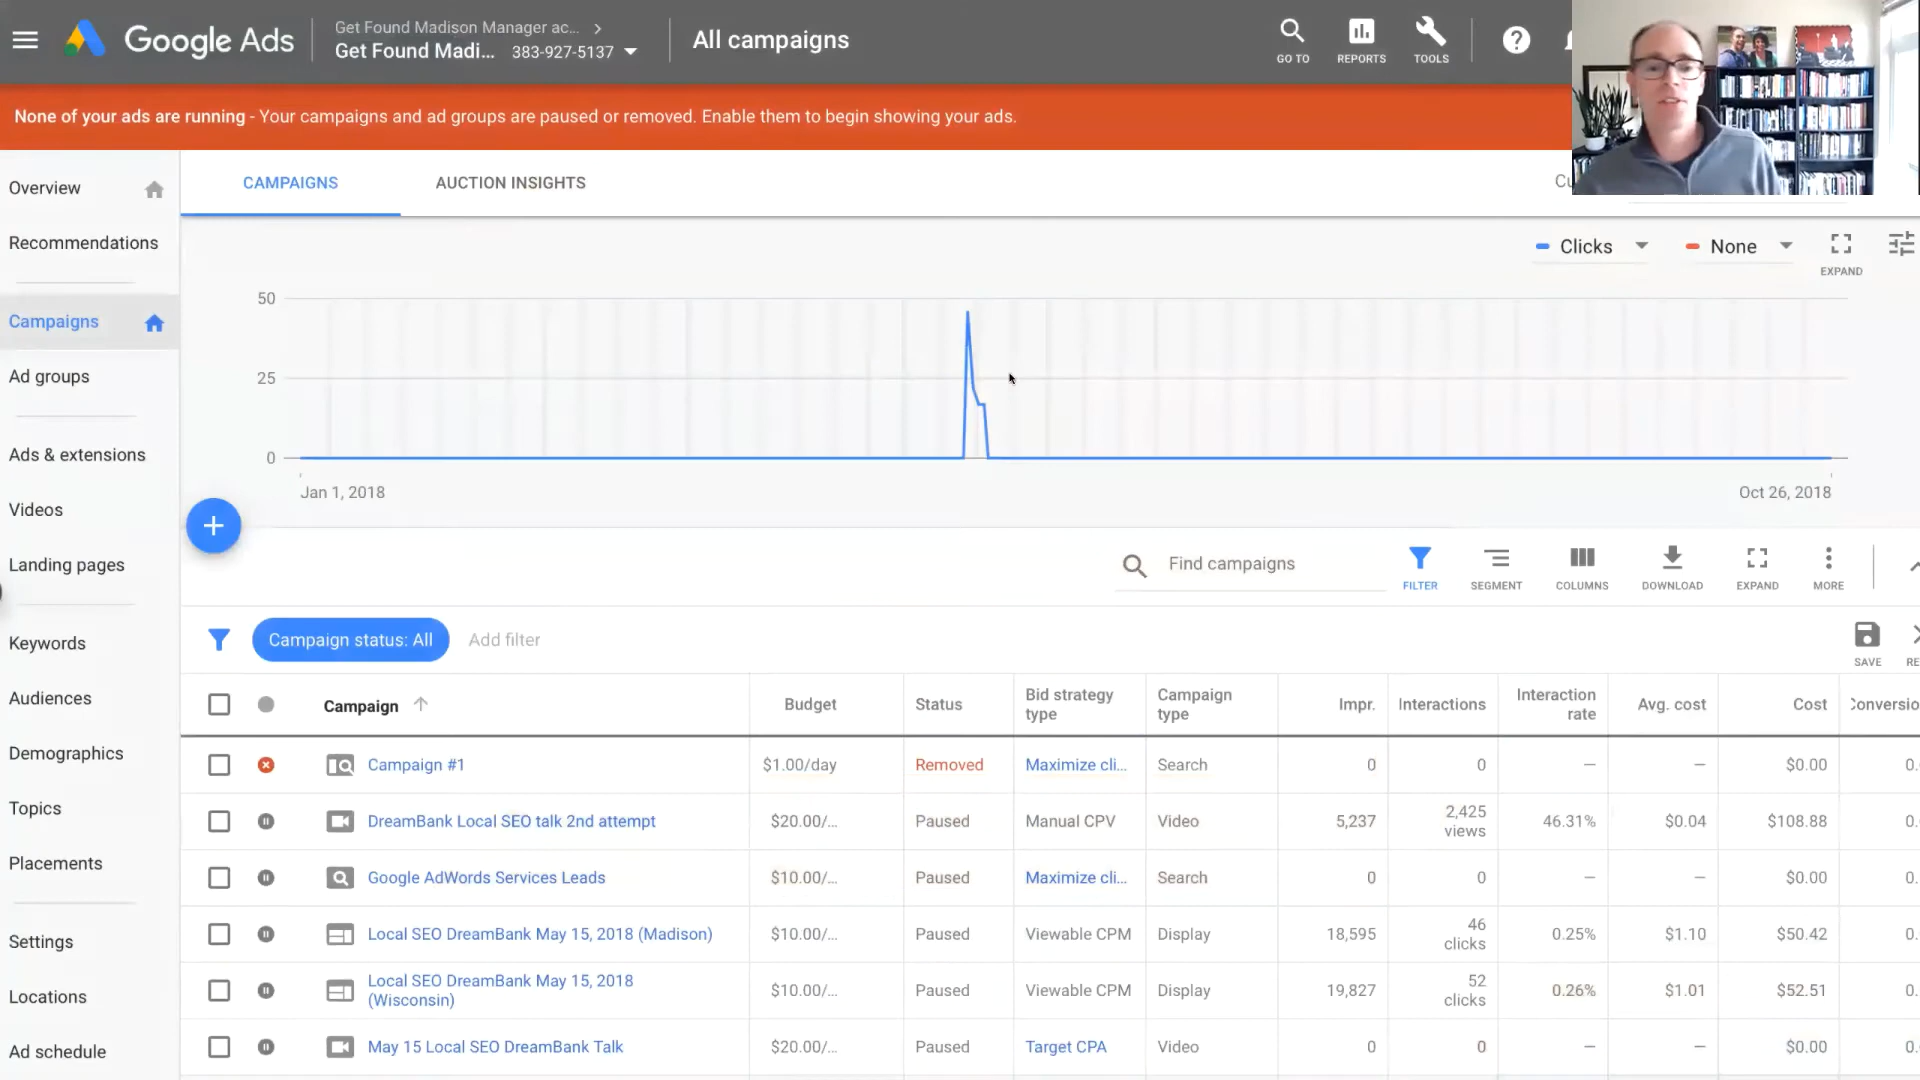 Google Ads
Get Found Madison Manager ac...
Get Found Madi... 383-927-5137
All campaigns
GO TO
REPORTS
TOOLS
None of your ads are running - Your campaigns and ad groups are paused or removed. Enable them to begin showing your ads.
Overview
Recommendations
Campaigns
Ad groups
Ads & extensions
Videos
Landing pages
Keywords
Audiences
Demographics
Topics
Placements
Settings
Locations
Ad schedule
CAMPAIGNS
AUCTION INSIGHTS
Clicks
None
EXPAND
50
25
0
Jan 1, 2018
Oct 26, 2018
Find campaigns
FILTER
SEGMENT
COLUMNS
DOWNLOAD
EXPAND
MORE
Campaign status: All
Add filter
SAVE
Campaign Budget Status Bid strategy type Campaign type Impr. Interactions Interaction rate Avg. cost Cost
Campaign #1 $1.00/day Removed Maximize cli... Search 0 0 — — $0.00 0.
DreamBank Local SEO talk 2nd attempt $20.00/... Paused Manual CPV Video 5,237 2,425 views 46.31% $0.04 $108.88 0.
Google AdWords Services Leads $10.00/... Paused Maximize cli... Search 0 0 — — $0.00 0.
Local SEO DreamBank May 15, 2018 (Madison) $10.00/... Paused Viewable CPM Display 18,595 46 clicks 0.25% $1.10 $50.42 0.
Local SEO DreamBank May 15, 2018 (Wisconsin) $10.00/... Paused Viewable CPM Display 19,827 52 clicks 0.26% $1.01 $52.51 0.
May 15 Local SEO DreamBank Talk $20.00/... Paused Target CPA Video 0 0 — — $0.00 0.